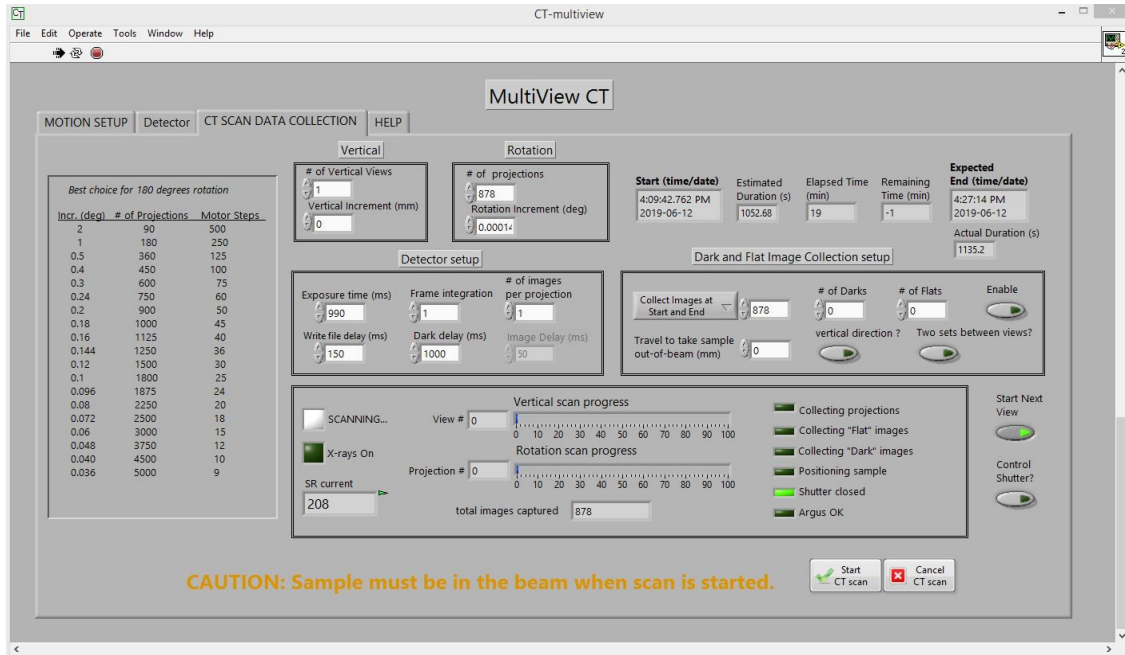 CT
CT-multiview
File Edit Operate Tools Window Help
2
MultiView CT
MOTION SETUP Detector CT SCAN DATA COLLECTION HELP
Best choice for 180 degrees rotation
Incr. (deg) # of Projections Motor Steps
2 90 500
1 180 250
0.5 360 125
0.4 450 100
0.3 600 75
0.24 750 60
0.2 900 50
0.18 1000 45
0.16 1125 40
0.144 1250 36
0.12 1500 30
0.1 1800 25
0.096 1875 24
0.08 2250 20
0.072 2500 18
0.06 3000 15
0.048 3750 12
0.040 4500 10
0.036 5000 9
Vertical
# of Vertical Views
1
Vertical Increment (mm)
0
Rotation
# of projections
878
Rotation Increment (deg)
0.00014
Start (time/date)
4:09:42.762 PM
2019-06-12
Estimated
Duration (s)
1052.68
Elapsed Time
(min)
19
Remaining
Time (min)
-1
Expected
End (time/date)
4:27:14 PM
2019-06-12
Actual Duration (s)
1135.2
Detector setup
Exposure time (ms)
990
Frame integration
1
# of images
per projection
1
Write file delay (ms)
150
Dark delay (ms)
1000
Image Delay (ms)
50
Dark and Flat Image Collection setup
Collect Images at
Start and End
878
# of Darks
0
# of Flats
0
Enable
Travel to take sample
out-of-beam (mm)
0
vertical direction ?
Two sets between views?
SCANNING...
X-rays On
SR current
208
Vertical scan progress
View # 0
0 10 20 30 40 50 60 70 80 90 100
Rotation scan progress
Projection # 0
0 10 20 30 40 50 60 70 80 90 100
total images captured 878
Collecting projections
Collecting "Flat" images
Collecting "Dark" images
Positioning sample
Shutter closed
Argus OK
Start Next
View
Control
Shutter?
CAUTION: Sample must be in the beam when scan is started.
Start
CT scan
Cancel
CT scan